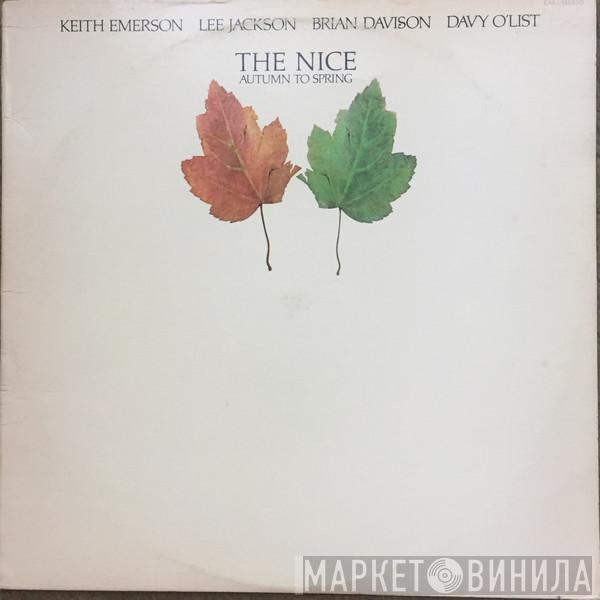 KEITH EMERSON LEE JACKSON BRIAN DAVISON DAVY O'LIST
THE NICE
AUTUMN TO SPRING
МАРКЕТ ВИНИЛА